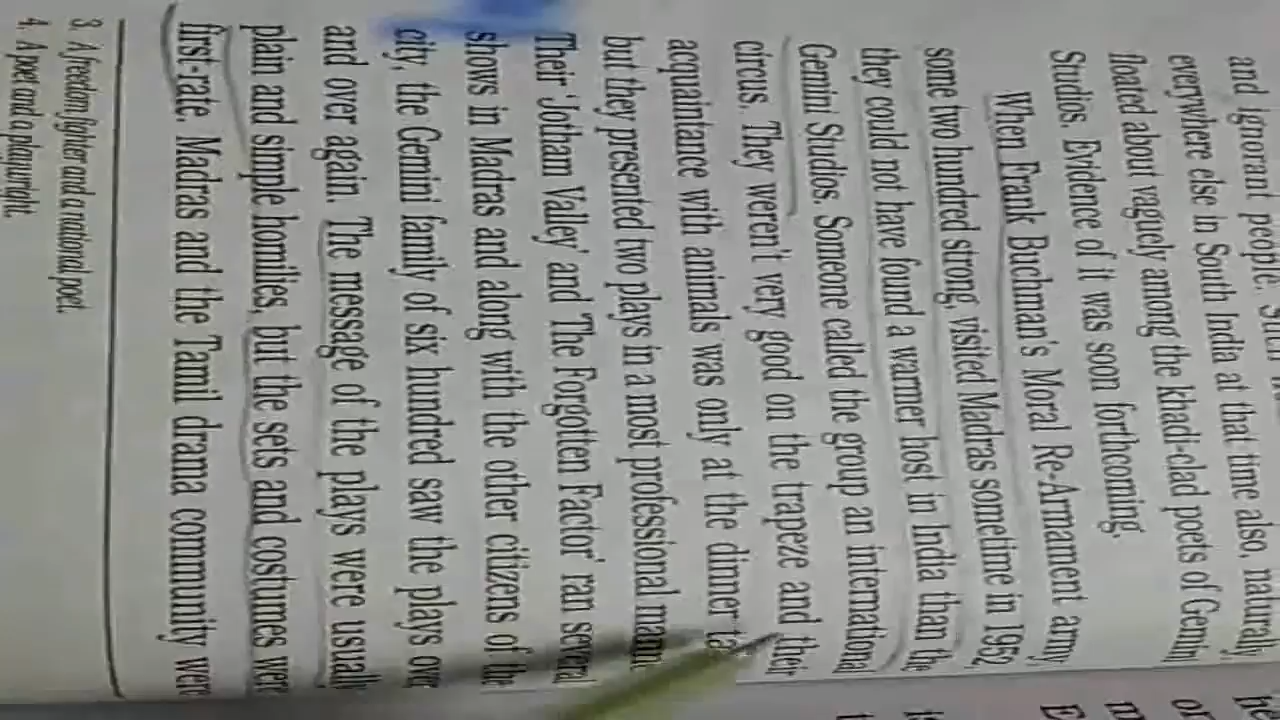 and ignorant people.
everywhere else in South India at that time also, naturally
floated about vaguely among the khadi-clad poets of Gemini
Studios. Evidence of it was soon forthcoming.
When Frank Buchman's Moral Re-Armament army
some two hundred strong, visited Madras sometime in 1952
they could not have found a warmer host in India than the
Gemini Studios. Someone called the group an international
circus. They weren't very good on the trapeze and their
acquaintance with animals was only at the dinner ta
but they presented two plays in a most professional mann
Their 'Jotham Valley' and 'The Forgotten Factor' ran several
shows in Madras and along with the other citizens of the
city, the Gemini family of six hundred saw the plays ove
and over again. The message of the plays were usuall
plain and simple homilies, but the sets and costumes wer
first-rate. Madras and the Tamil drama community were
3. A freedom fighter and a national poet.
4. A poet and a playwright.